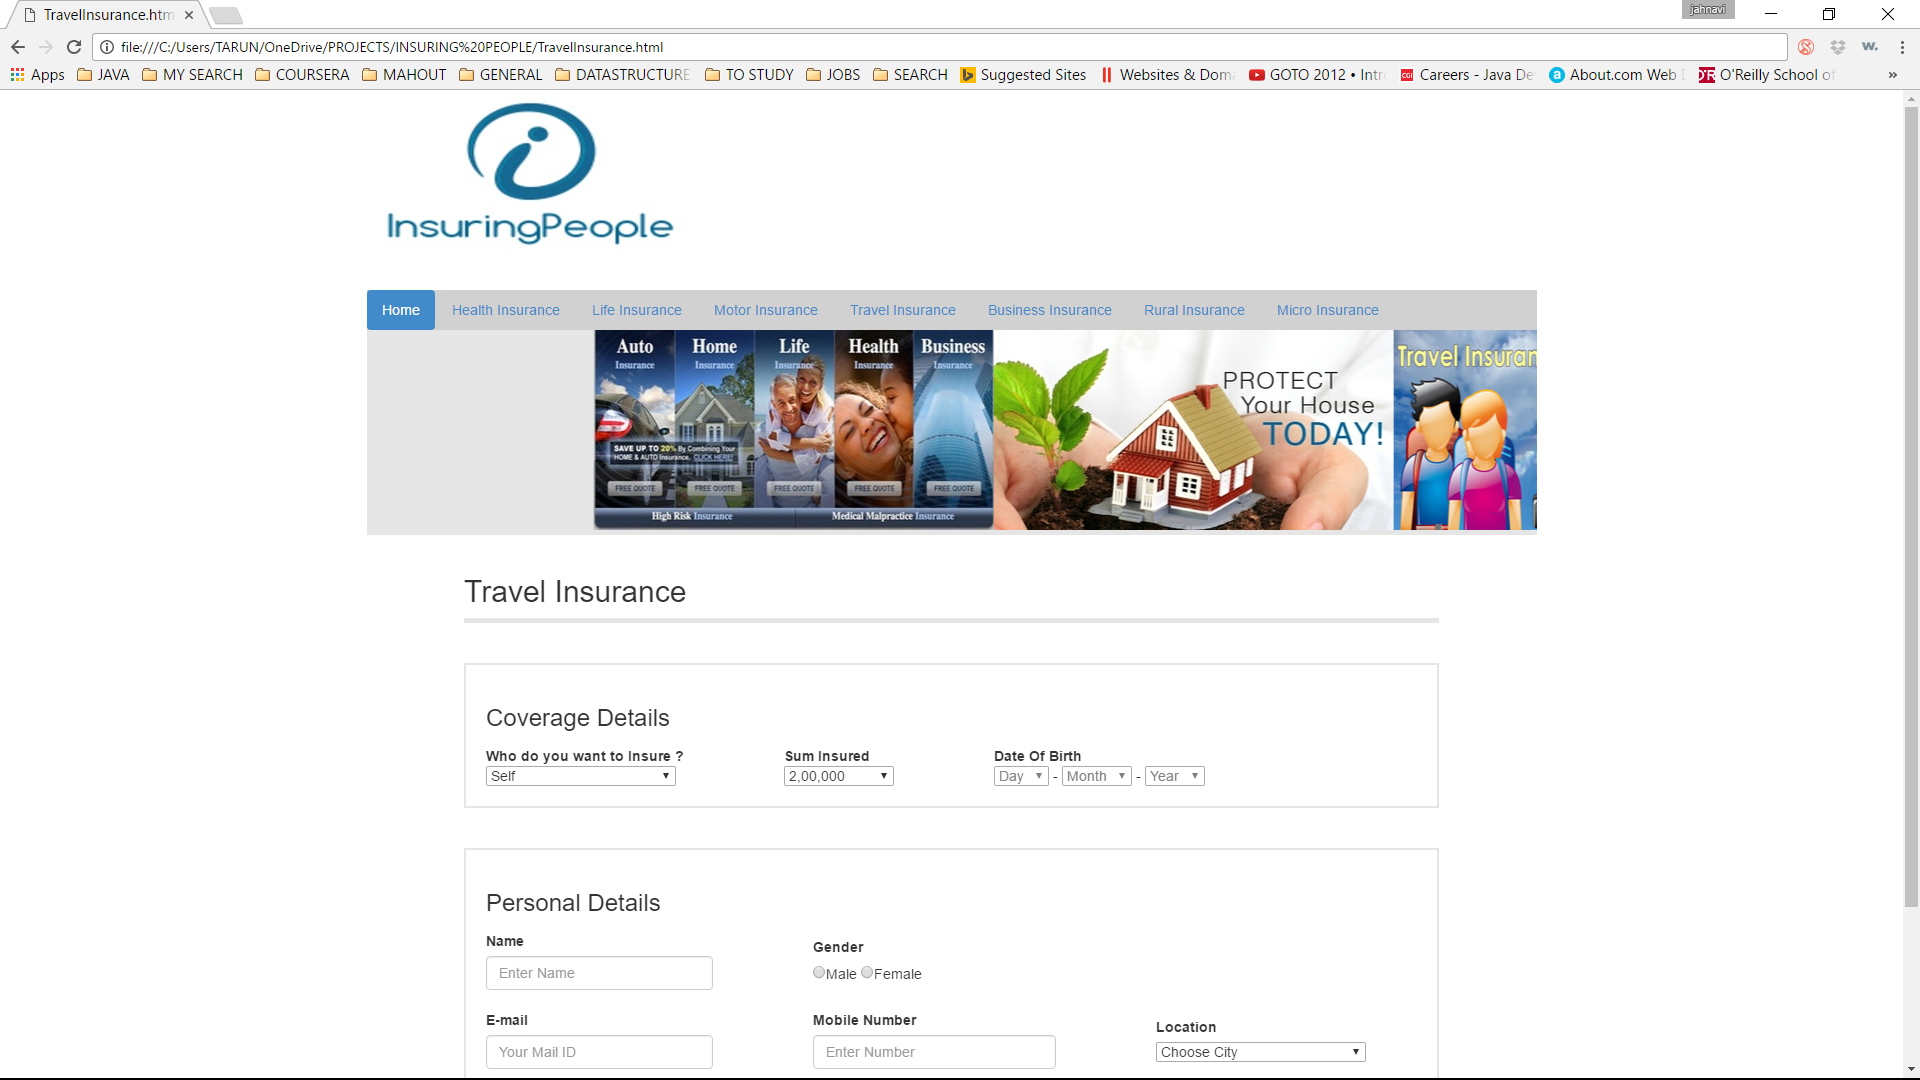 TravelInsurance.htm
jahnavi
file:///C:/Users/TARUN/OneDrive/PROJECTS/INSURING%20PEOPLE/TravelInsurance.html
w.
Apps JAVA MY SEARCH COURSERA MAHOUT GENERAL DATASTRUCTURE TO STUDY JOBS SEARCH Suggested Sites Websites & Doma GOTO 2012 • Intr Careers - Java De About.com Web D O'Reilly School of »
InsuringPeople
Home Health Insurance Life Insurance Motor Insurance Travel Insurance Business Insurance Rural Insurance Micro Insurance
Auto Home Life Health Business
Insurance Insurance Insurance Insurance Insurance
SAVE UP TO 20% By Combining Your
HOME & AUTO Insurance, CLICK HERE!
FREE QUOTE FREE QUOTE FREE QUOTE FREE QUOTE FREE QUOTE
High Risk Insurance Medical Malpractice Insurance
PROTECT
Your House
TODAY!
Travel Insuran
Travel Insurance
Coverage Details
Who do you want to Insure ? Sum Insured Date Of Birth
Self 2,00,000 Day - Month - Year
Personal Details
Name Gender
Enter Name Male Female
E-mail Mobile Number Location
Your Mail ID Enter Number Choose City